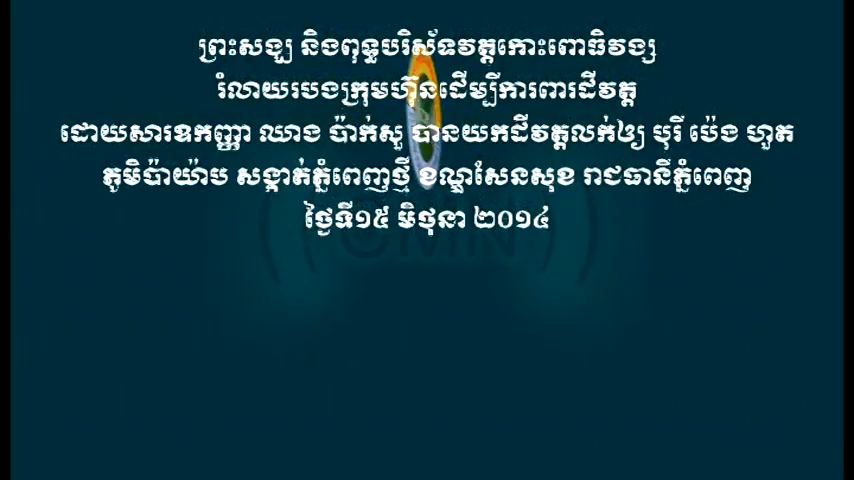 ព្រះសង្ឃ និងពុទ្ធបរិស័ទវត្តកោះពោធិវង្ស
រំលាយរបងក្រុមហ៊ុនដើម្បីការពារដីវត្ត
ដោយសារឧកញ្ញា ឈាង ប៉ាក់សួ បានយកដីវត្តលក់ឲ្យ បុរី ប៉េង ហួត
ភូមិប៉ាយ៉ាប សង្កាត់ភ្នំពេញថ្មី ខណ្ឌសែនសុខ រាជធានីភ្នំពេញ
ថ្ងៃទី១៥ មិថុនា ២០១៤
CMN